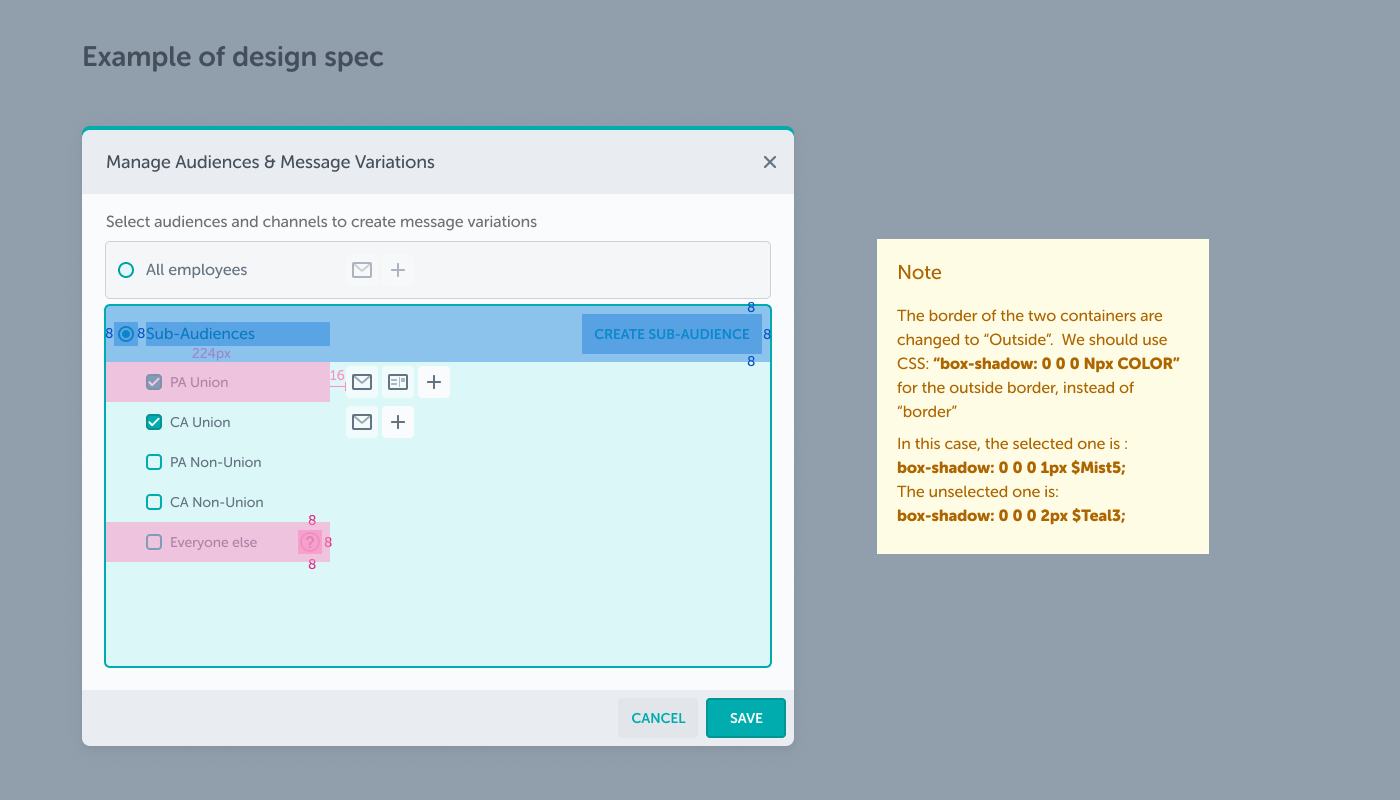 Example of design spec
Manage Audiences & Message Variations
Select audiences and channels to create message variations
All employees
8
8 8 Sub-Audiences CREATE SUB-AUDIENCE 8
224px
8
PA Union 16
CA Union
PA Non-Union
CA Non-Union
8
Everyone else ? 8
8
CANCEL SAVE
Note
The border of the two containers are
changed to “Outside”. We should use
CSS: “box-shadow: 0 0 0 Npx COLOR”
for the outside border, instead of
“border”
In this case, the selected one is :
box-shadow: 0 0 0 1px $Mist5;
The unselected one is:
box-shadow: 0 0 0 2px $Teal3;